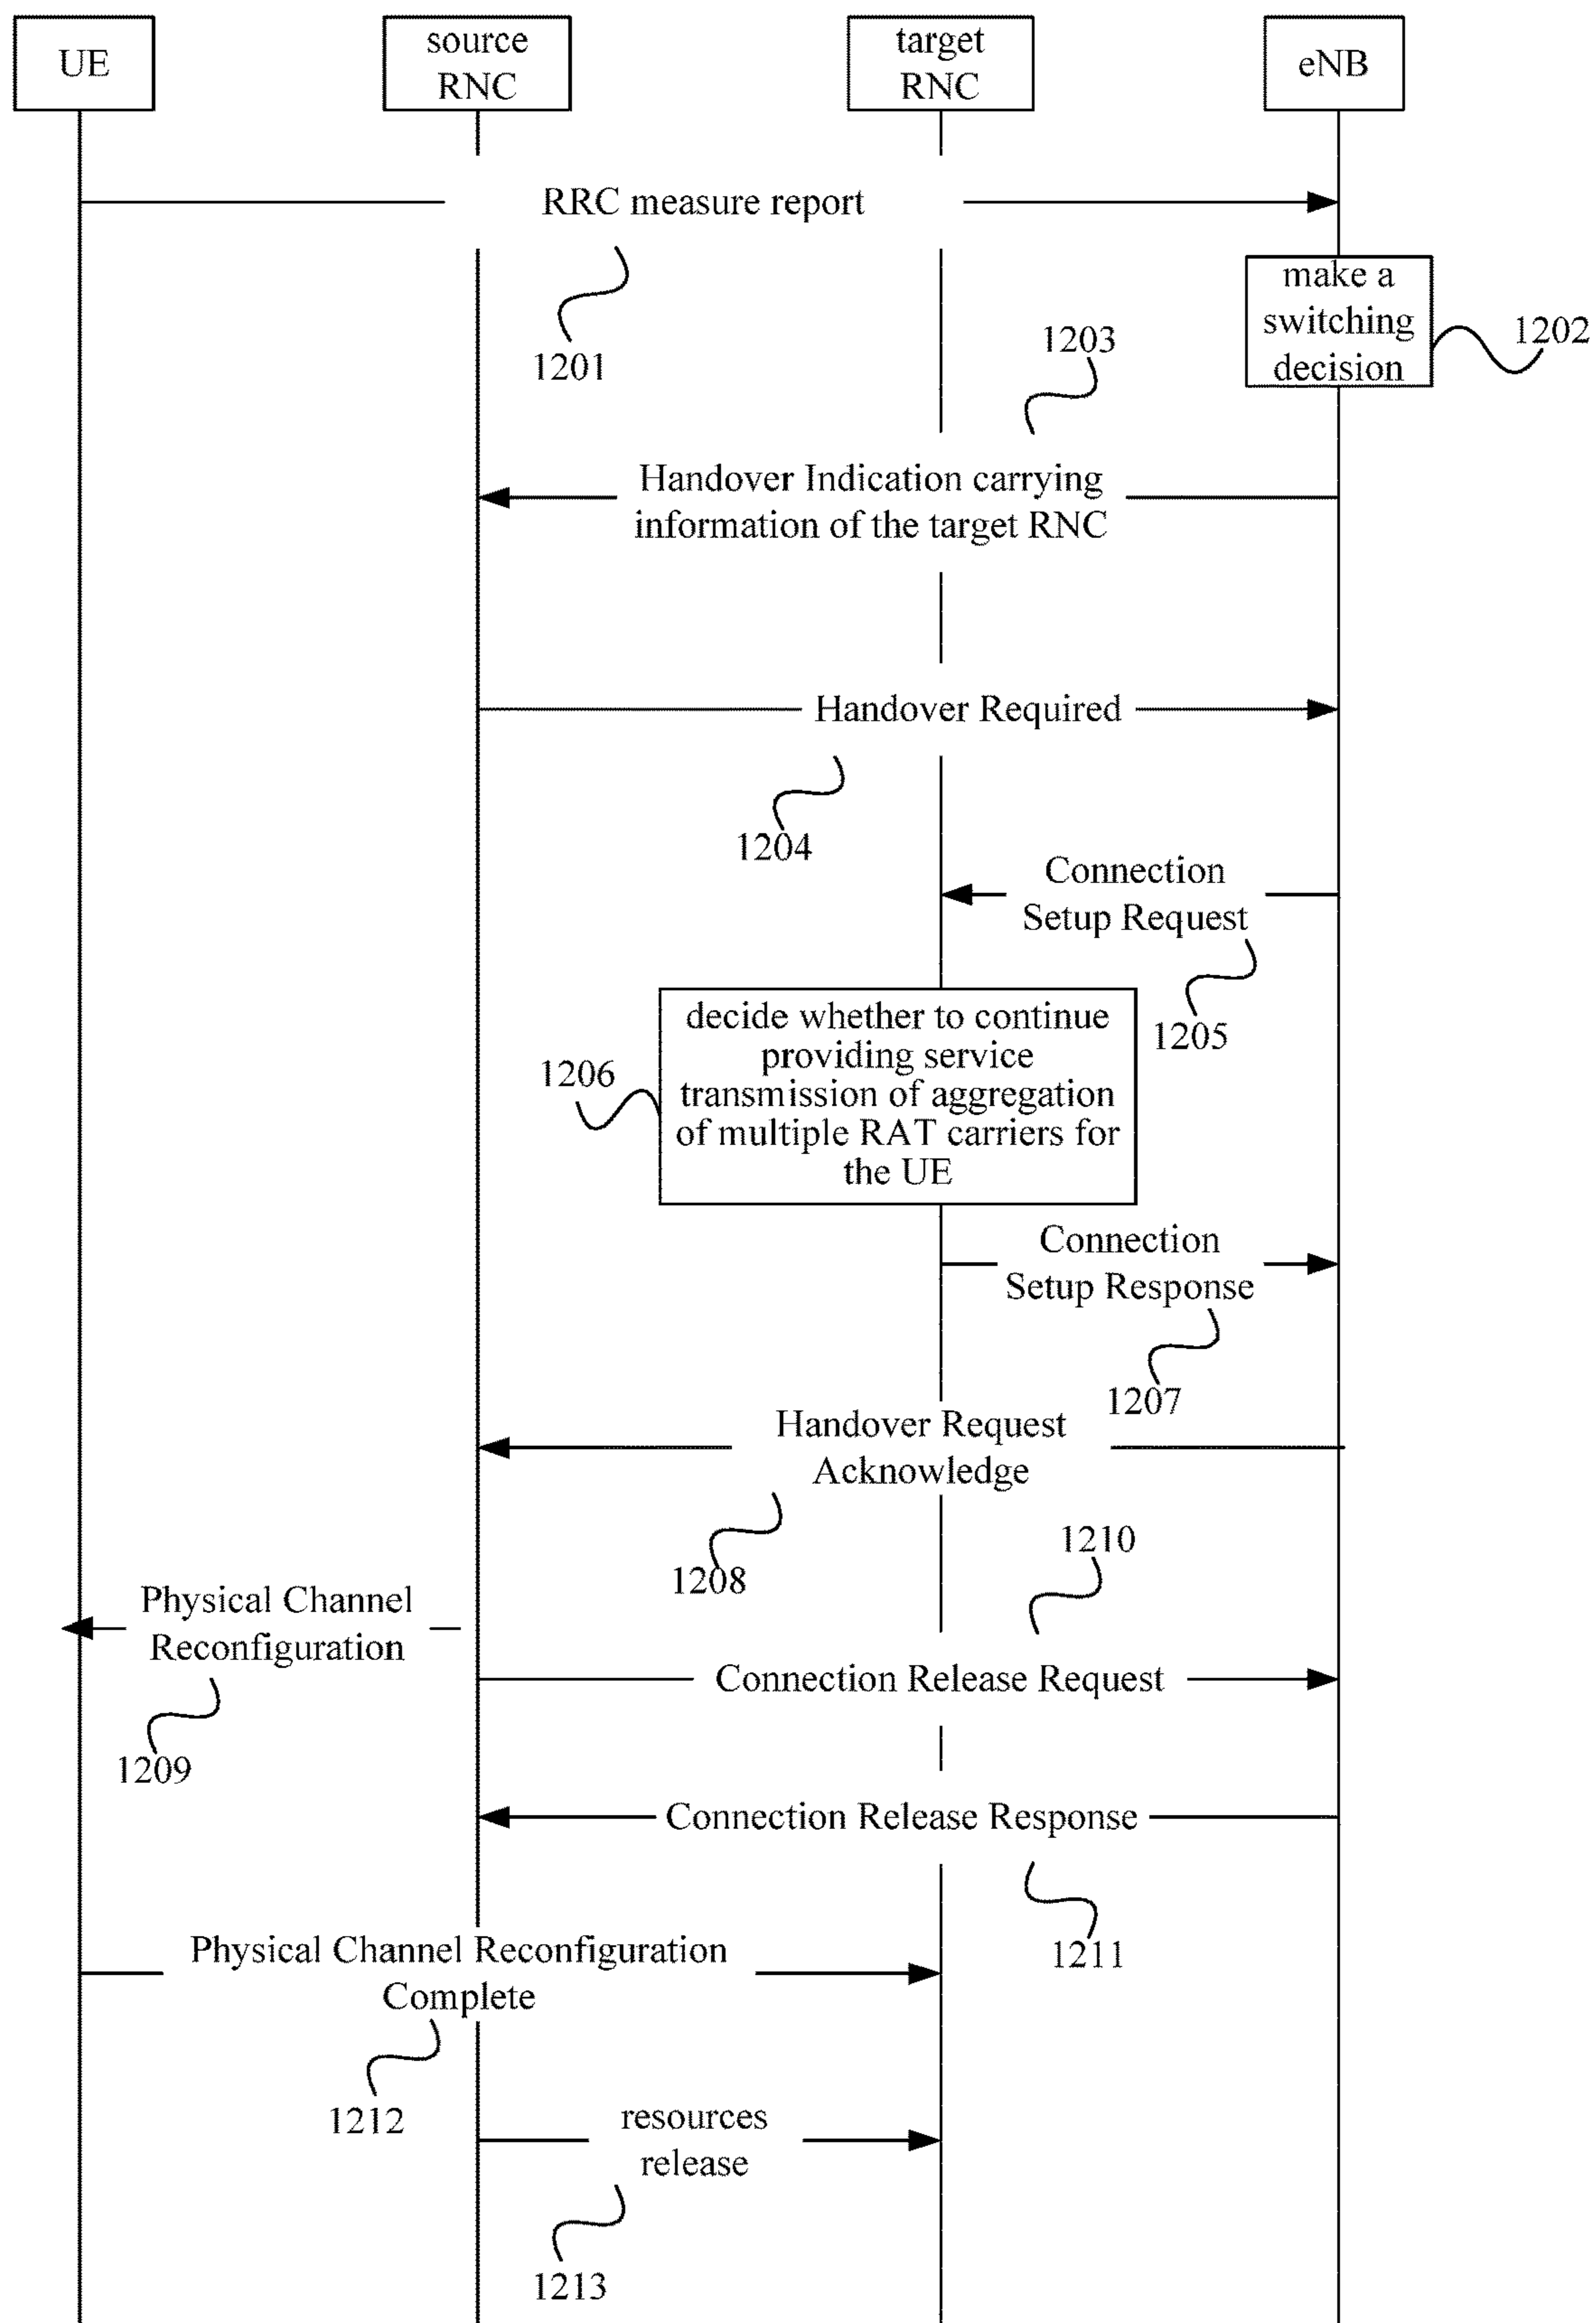 UE
source
RNC
target
RNC
eNB
RRC measure report
1201
make a
switching
decision
1202
1203
Handover Indication carrying
information of the target RNC
Handover Required
1204
Connection
Setup Request
1205
decide whether to continue
providing service
transmission of aggregation
of multiple RAT carriers for
the UE
1206
Connection
Setup Response
1207
Handover Request
Acknowledge
1208
Physical Channel
Reconfiguration
1209
1210
Connection Release Request
Connection Release Response
1211
Physical Channel Reconfiguration
Complete
1212
resources
release
1213